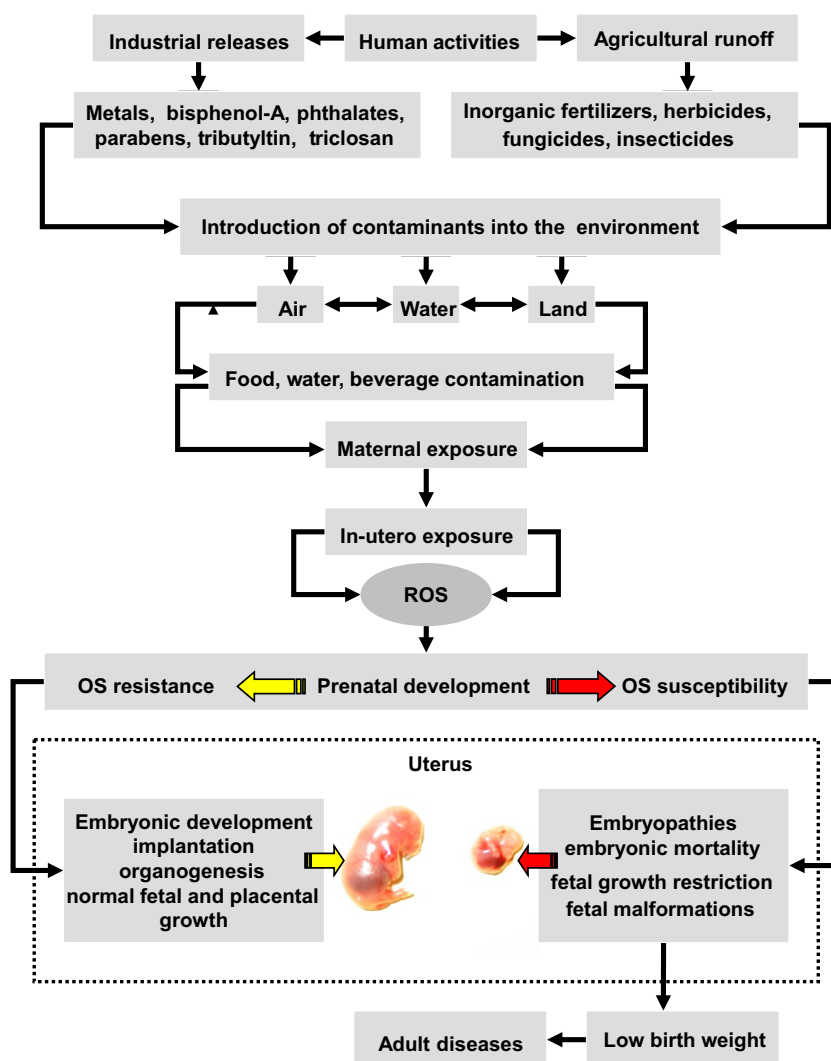 Industrial releases
Human activities
Agricultural runoff
Metals, bisphenol-A, phthalates,
parabens, tributyltin, triclosan
Inorganic fertilizers, herbicides,
fungicides, insecticides
Introduction of contaminants into the environment
Air
Water
Land
Food, water, beverage contamination
Maternal exposure
In-utero exposure
ROS
OS resistance
Prenatal development
OS susceptibility
Uterus
Embryonic development
implantation
organogenesis
normal fetal and placental
growth
Embryopathies
embryonic mortality
fetal growth restriction
fetal malformations
Adult diseases
Low birth weight